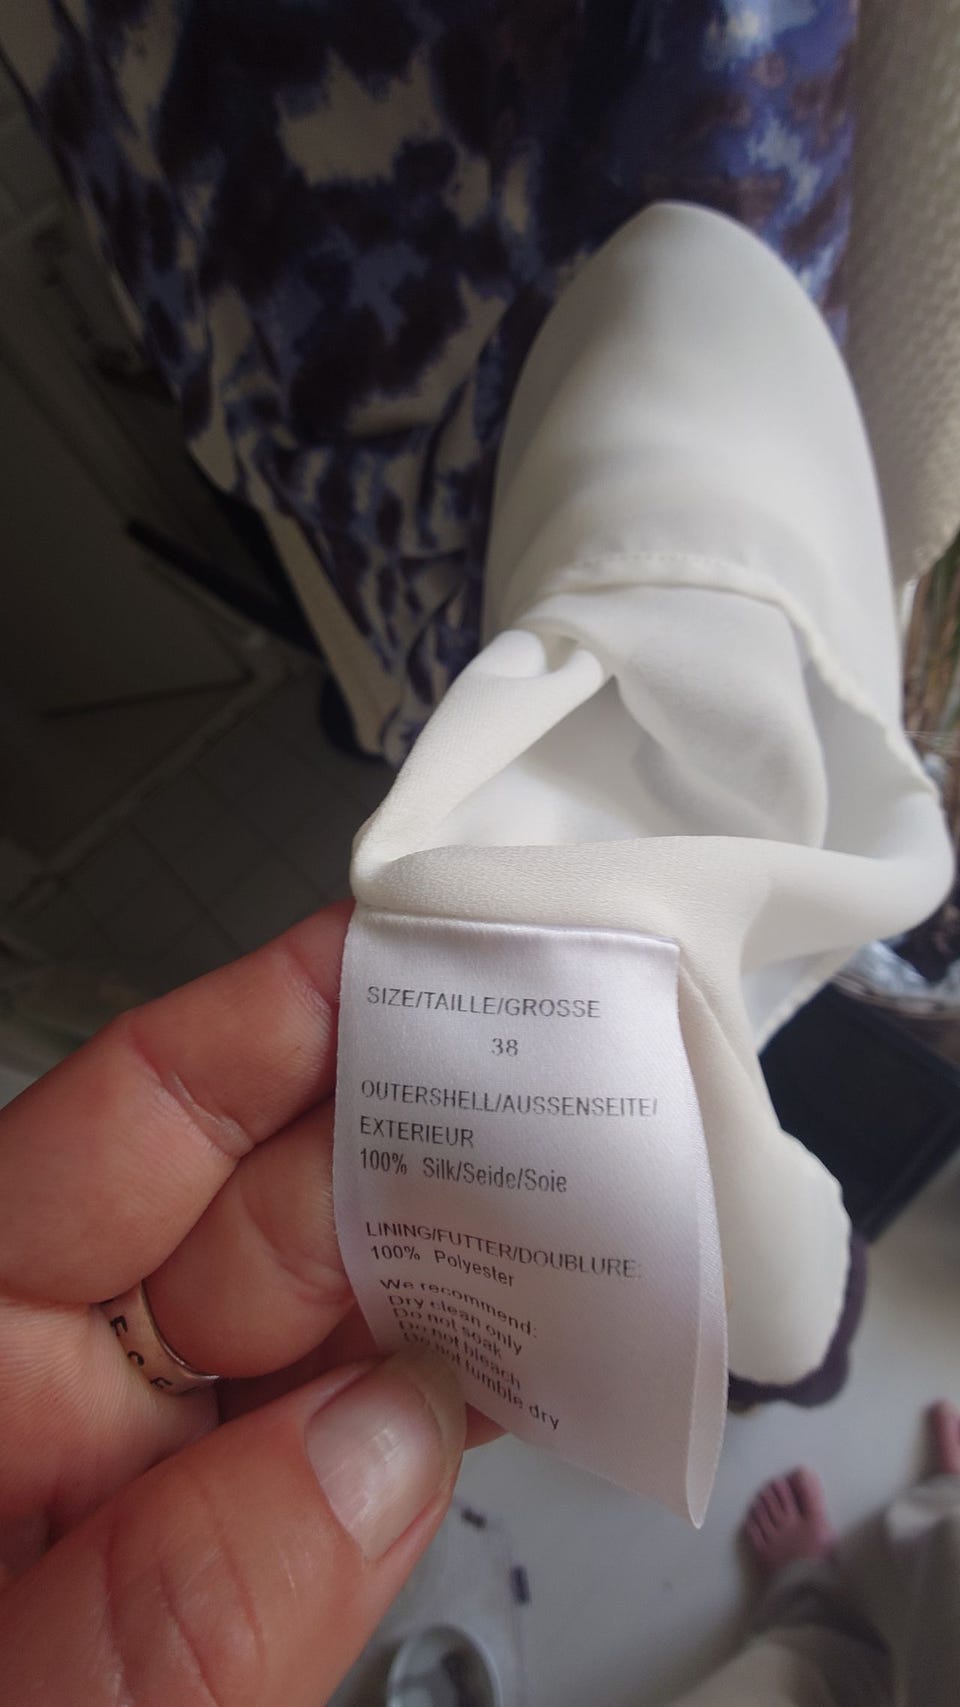 SIZE/TAILLE/GROSSE
38
OUTERSHELL/AUSSENSEITE/
EXTERIEUR
100% Silk/Seide/Soie
LINING/FUTTER/DOUBLURE:
100% Polyester
We recommend:
Dry clean only
Do not soak
Do not bleach
Do not tumble dry